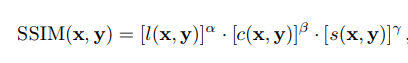 SSIM(x, y) = [l(x, y)]^α · [c(x, y)]^β · [s(x, y)]^γ,